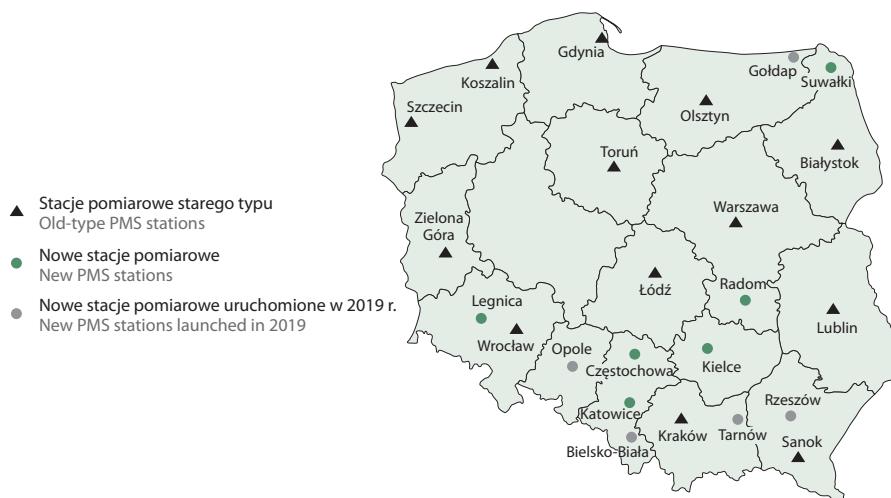 Gdynia
Gołdap
Suwałki
Koszalin
Szczecin
Olsztyn
Toruń
Białystok
Stacje pomiarowe starego typu
Old-type PMS stations
Warszawa
Zielona
Góra
Nowe stacje pomiarowe
New PMS stations
Łódź
Radom
Nowe stacje pomiarowe uruchomione w 2019 r.
New PMS stations launched in 2019
Legnica
Lublin
Wrocław
Opole
Częstochowa
Kielce
Katowice
Rzeszów
Kraków
Tarnów
Sanok
Bielsko-Biała